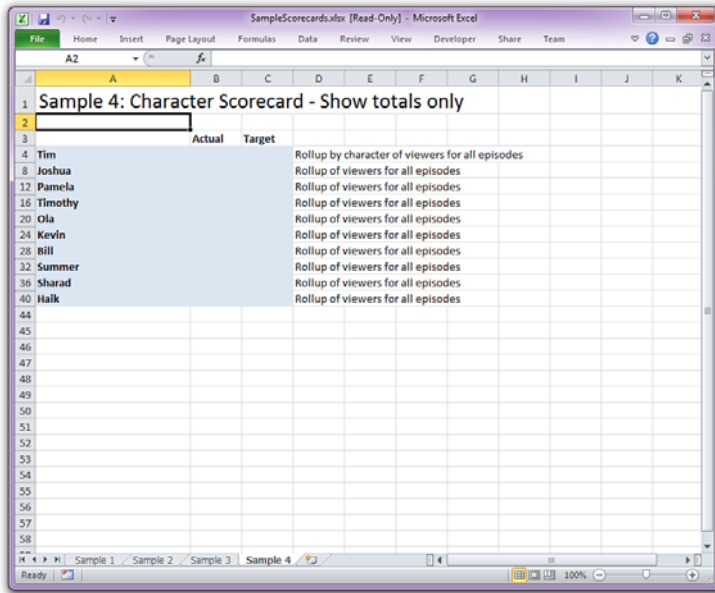 SampleScorecards.xlsx [Read-Only] - Microsoft Excel
File Home Insert Page Layout Formulas Data Review View Developer Share Team
A2 fx
A B C D E F G H I J K
1 Sample 4: Character Scorecard - Show totals only
2
3 Actual Target
4 Tim Rollup by character of viewers for all episodes
8 Joshua Rollup of viewers for all episodes
12 Pamela Rollup of viewers for all episodes
16 Timothy Rollup of viewers for all episodes
20 Ola Rollup of viewers for all episodes
24 Kevin Rollup of viewers for all episodes
28 Bill Rollup of viewers for all episodes
32 Summer Rollup of viewers for all episodes
36 Sharad Rollup of viewers for all episodes
40 Haik Rollup of viewers for all episodes
44
45
46
47
48
49
50
51
52
53
54
55
56
57
58
Sample 1 Sample 2 Sample 3 Sample 4
Ready 100%